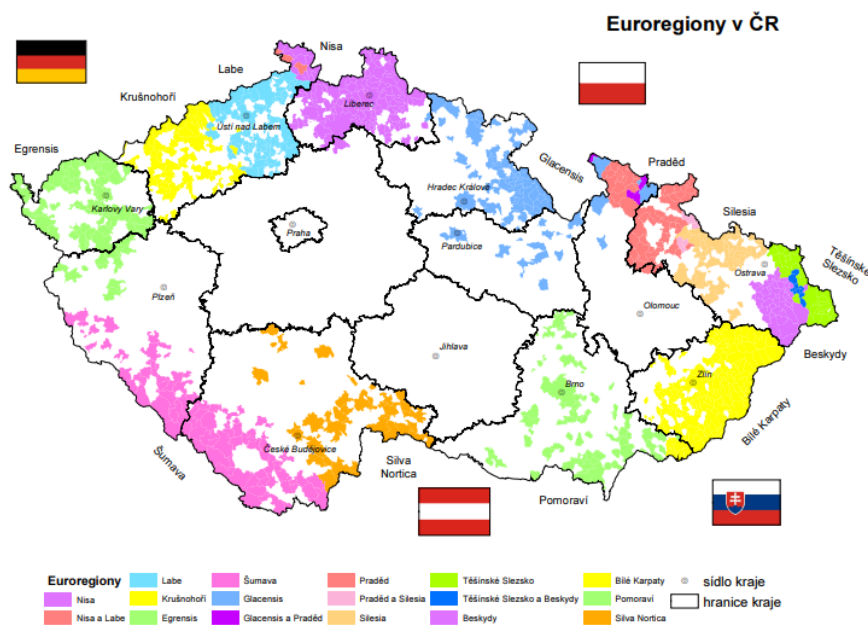 Euroregiony v ČR
Nisa
Labe
Krušnohoří
Egrensis
Liberec
Ústí nad Labem
Karlovy Vary
Glacensis
Praděd
Hradec Králové
Silesia
Praha
Pardubice
Těšínské
Slezsko
Ostrava
Plzeň
Olomouc
Jihlava
Beskydy
Zlín
Brno
Bílé Karpaty
České Budějovice
Šumava
Silva
Nortica
Pomoraví
Euroregiony
Nisa
Nisa a Labe
Labe
Krušnohoří
Egrensis
Šumava
Glacensis
Glacensis a Praděd
Praděd
Praděd a Silesia
Silesia
Těšínské Slezsko
Těšínské Slezsko a Beskydy
Beskydy
Bílé Karpaty
Pomoraví
Silva Nortica
sídlo kraje
hranice kraje